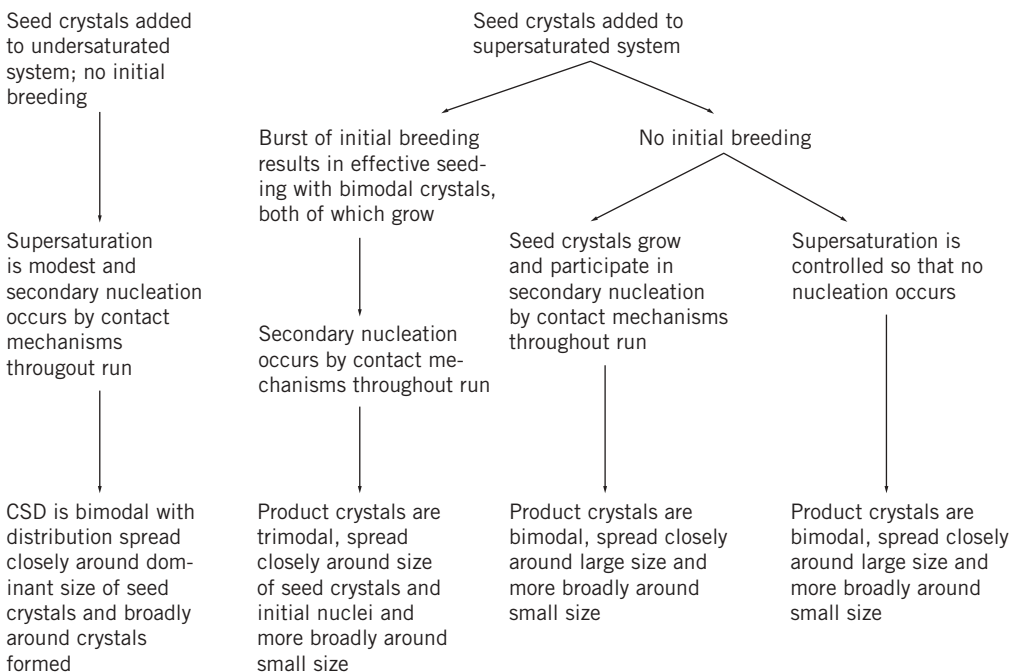 Seed crystals added
to undersaturated
system; no initial
breeding
Seed crystals added to
supersaturated system
Burst of initial breeding
results in effective seed-
ing with bimodal crystals,
both of which grow
No initial breeding
Supersaturation
is modest and
secondary nucleation
occurs by contact
mechanisms
througout run
Secondary nucleation
occurs by contact me-
chanisms throughout run
Seed crystals grow
and participate in
secondary nucleation
by contact mechanisms
throughout run
Supersaturation is
controlled so that no
nucleation occurs
CSD is bimodal with
distribution spread
closely around dom-
inant size of seed
crystals and broadly
around crystals
formed
Product crystals are
trimodal, spread
closely around size
of seed crystals and
initial nuclei and
more broadly around
small size
Product crystals are
bimodal, spread closely
around large size and
more broadly around
small size
Product crystals are
bimodal, spread closely
around large size and
more broadly around
small size